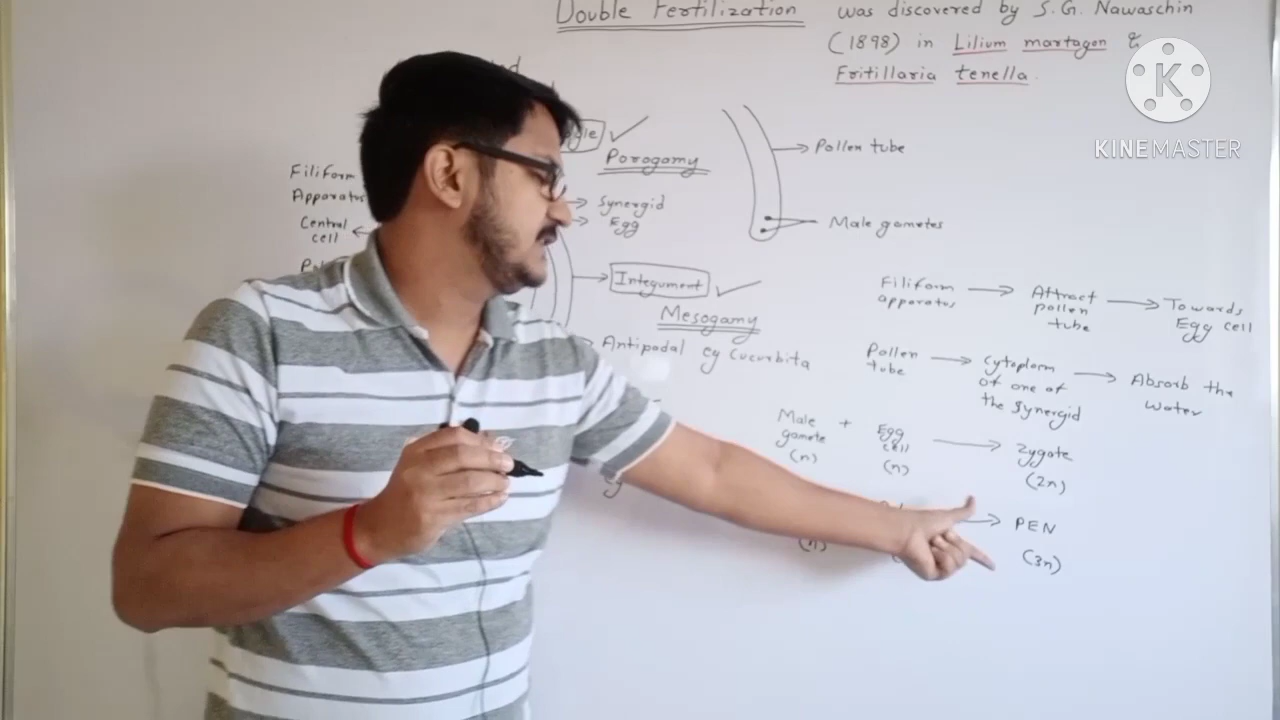 Double Fertilization was discovered by S.G. Nawaschin
(1898) in Lilium martagon &
Fritillaria tenella.
KINEMASTER
Porogamy
Pollen tube
Filiform
Apparatus
Synergid
Egg
Central
cell
Male gametes
Integument
Mesogamy
Filiform
apparatus
Attract
pollen
tube
Towards
Egg cell
Antipodal eg Cucurbita
Pollen
tube
Cytoplasm
of one of
the Synergid
Absorb the
water
Male
gamete
(n)
+
Egg
cell
(n)
Zygote
(2n)
PEN
(n)
(3n)